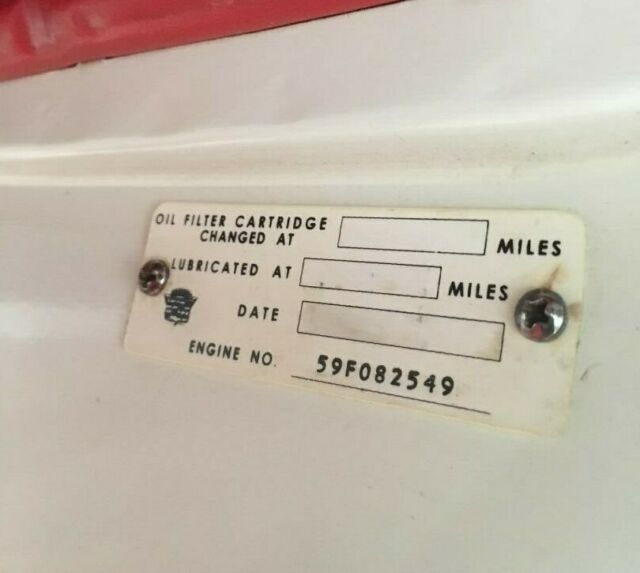 OIL FILTER CARTRIDGE
CHANGED AT MILES
LUBRICATED AT MILES
DATE
ENGINE NO. 59F082549